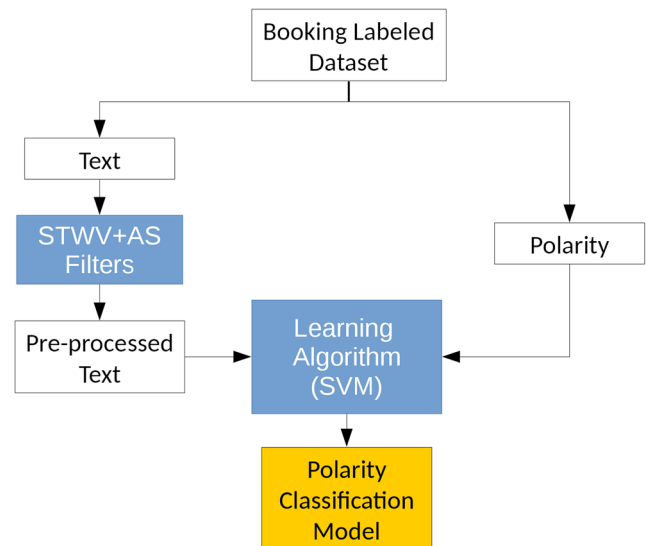 Booking Labeled
Dataset
Text
STWV+AS
Filters
Polarity
Pre-processed
Text
Learning
Algorithm
(SVM)
Polarity
Classification
Model